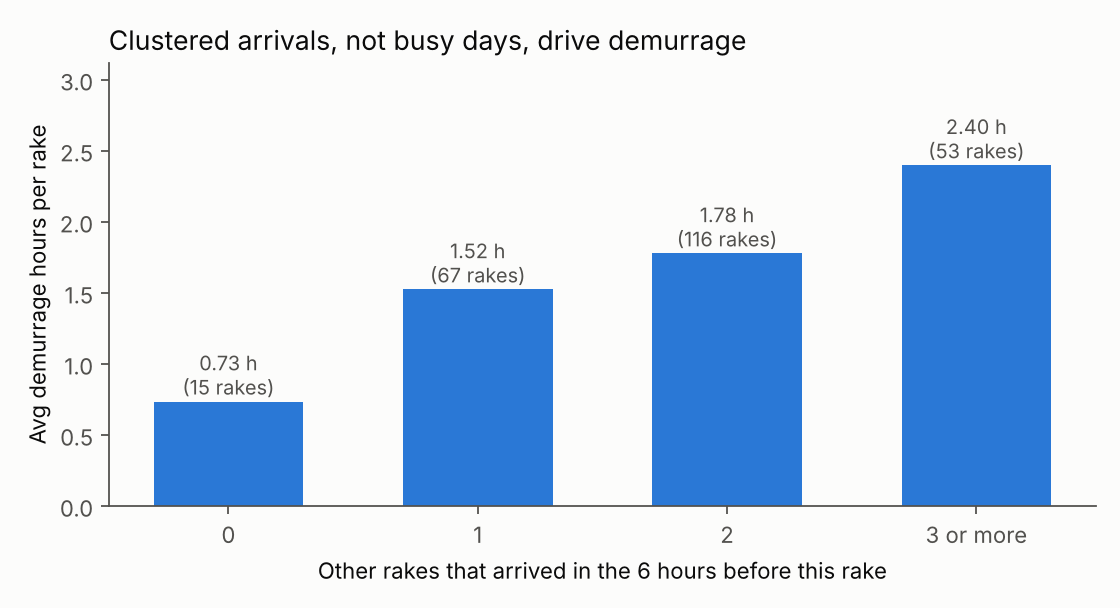 Clustered arrivals, not busy days, drive demurrage
Avg demurrage hours per rake
3.0
2.5
2.0
1.5
1.0
0.5
0.0
0.73 h
(15 rakes)
1.52 h
(67 rakes)
1.78 h
(116 rakes)
2.40 h
(53 rakes)
0
1
2
3 or more
Other rakes that arrived in the 6 hours before this rake